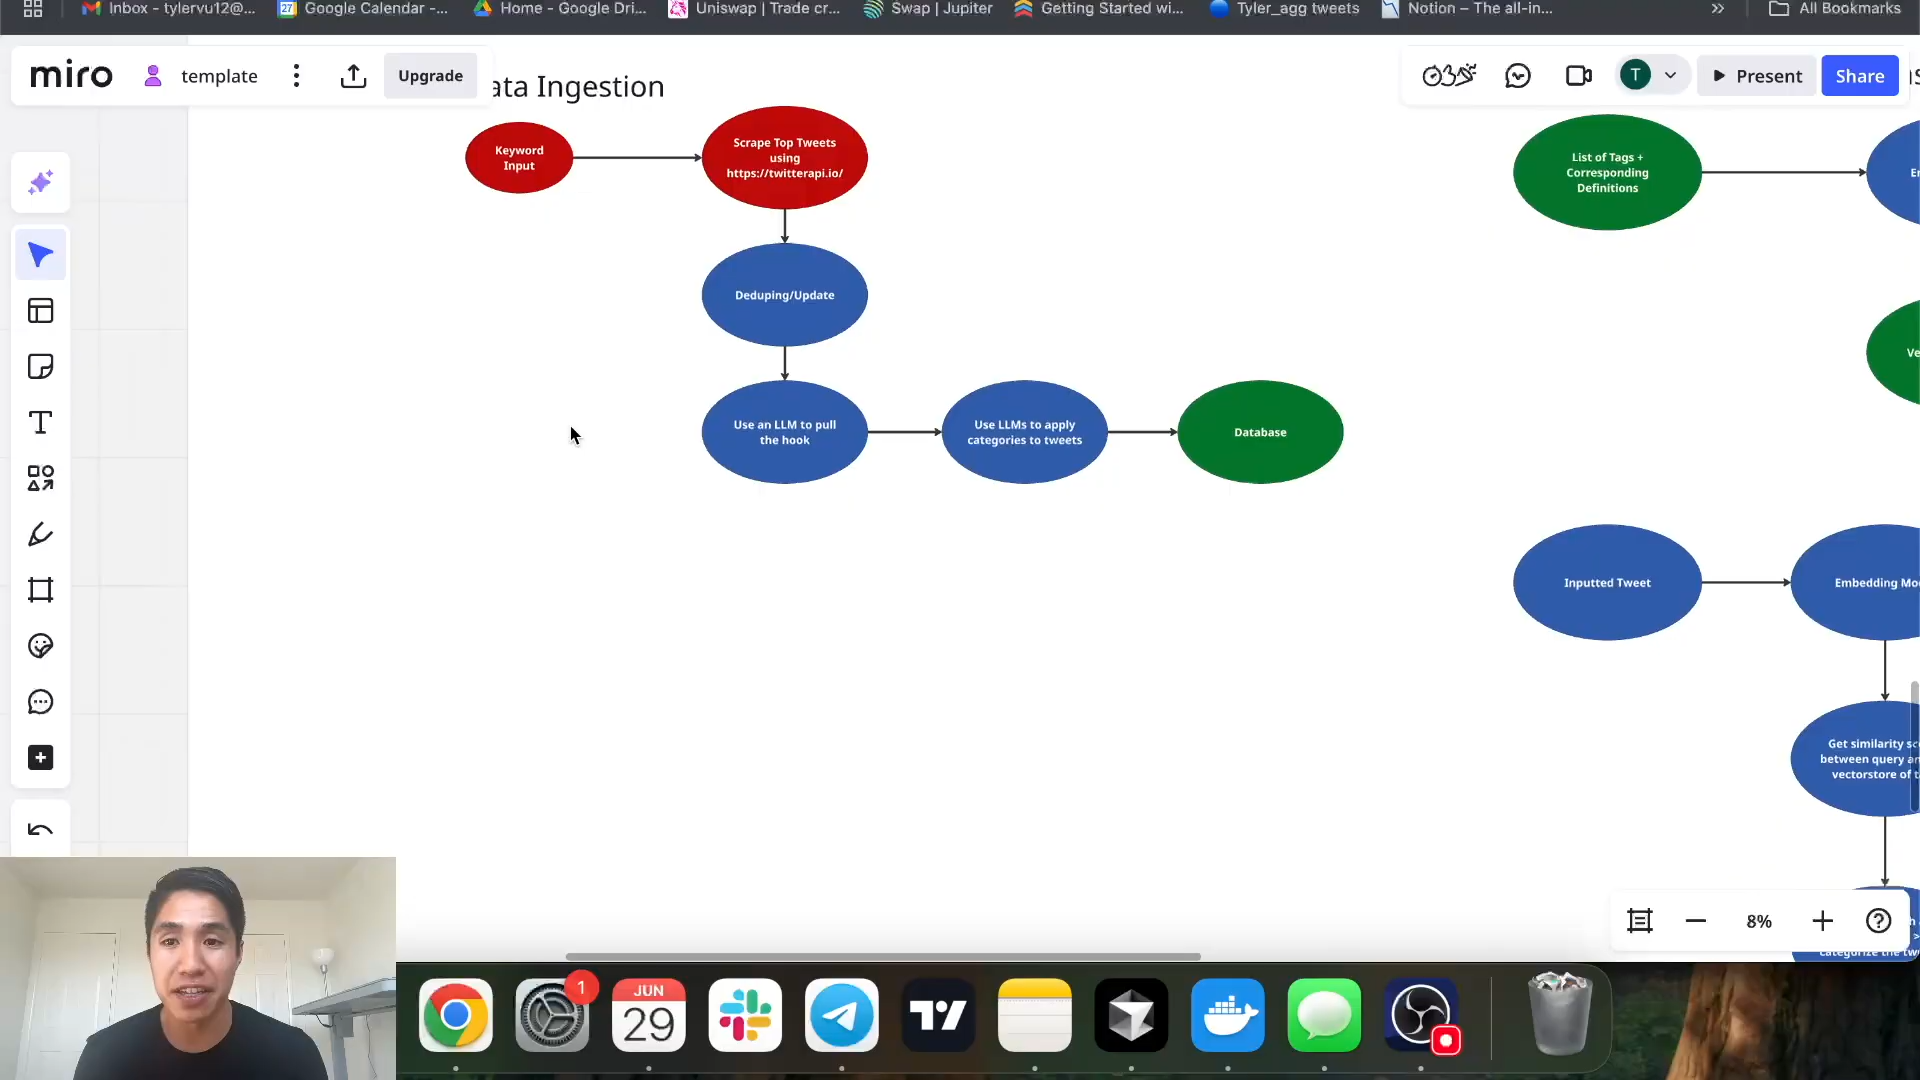 Inbox - tylervu12@...
Google Calendar -...
Home - Google Dri...
Uniswap | Trade cr...
Swap | Jupiter
Getting Started wi...
Tyler_agg tweets
Notion – The all-in...
All Bookmarks
miro
template
Upgrade
ata Ingestion
T
Present
Share
Keyword
Input
Scrape Top Tweets
using
https://twitterapi.io/
List of Tags +
Corresponding
Definitions
Deduping/Update
Use an LLM to pull
the hook
Use LLMs to apply
categories to tweets
Database
Inputted Tweet
Embedding Mo
Get similarity sc
between query an
vectorstore of t
categorize the tw
8%
1
JUN
29